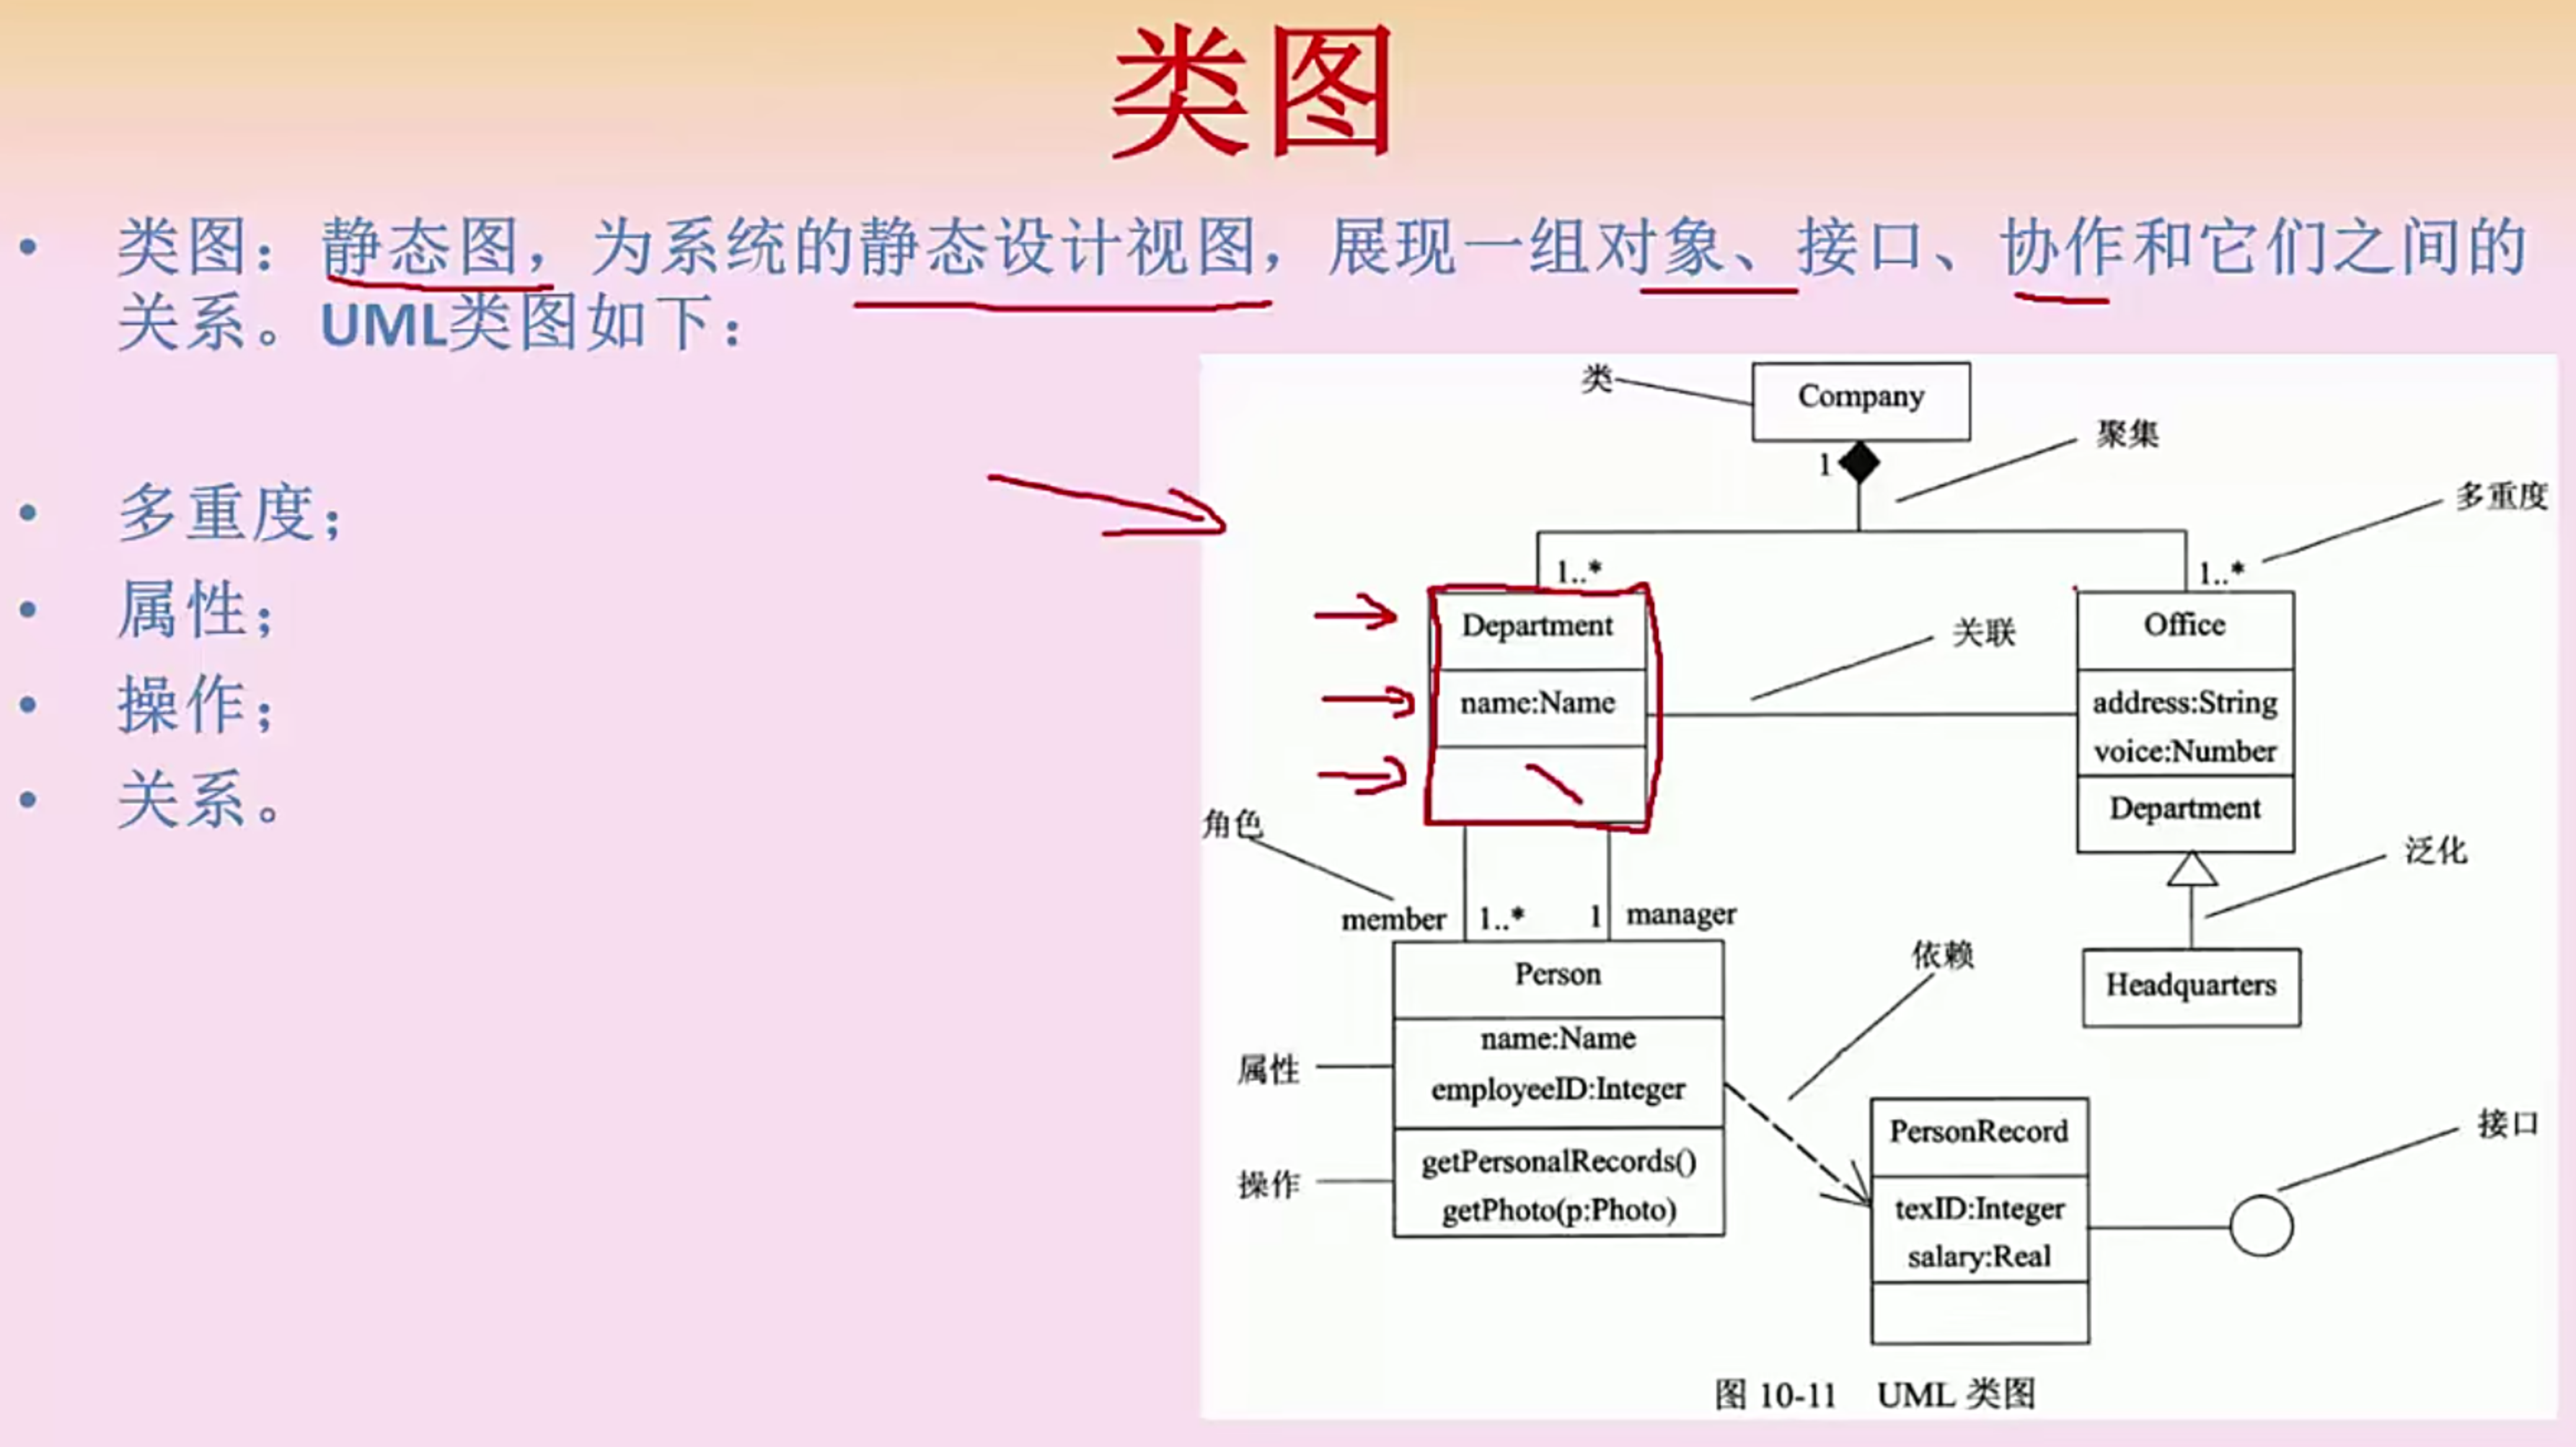 类图
• 类图：静态图，为系统的静态设计视图，展现一组对象、接口、协作和它们之间的
关系。UML类图如下：
• 多重度；
• 属性；
• 操作；
• 关系。
类
Company
聚集
1
多重度
1..*
1..*
Department
Office
关联
name:Name
address:String
voice:Number
Department
角色
泛化
member
1..*
1
manager
依赖
Person
Headquarters
name:Name
属性
employeeID:Integer
接口
PersonRecord
getPersonalRecords()
操作
getPhoto(p:Photo)
texID:Integer
salary:Real
图 10-11 UML 类图